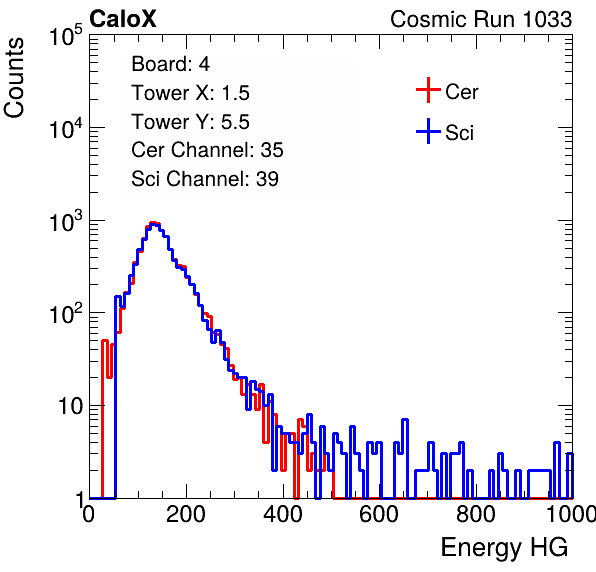 CaloX Cosmic Run 1033
Counts
Board: 4
Tower X: 1.5
Tower Y: 5.5
Cer Channel: 35
Sci Channel: 39
Cer
Sci
10^5
10^4
10^3
10^2
10
1
0 200 400 600 800 1000
Energy HG